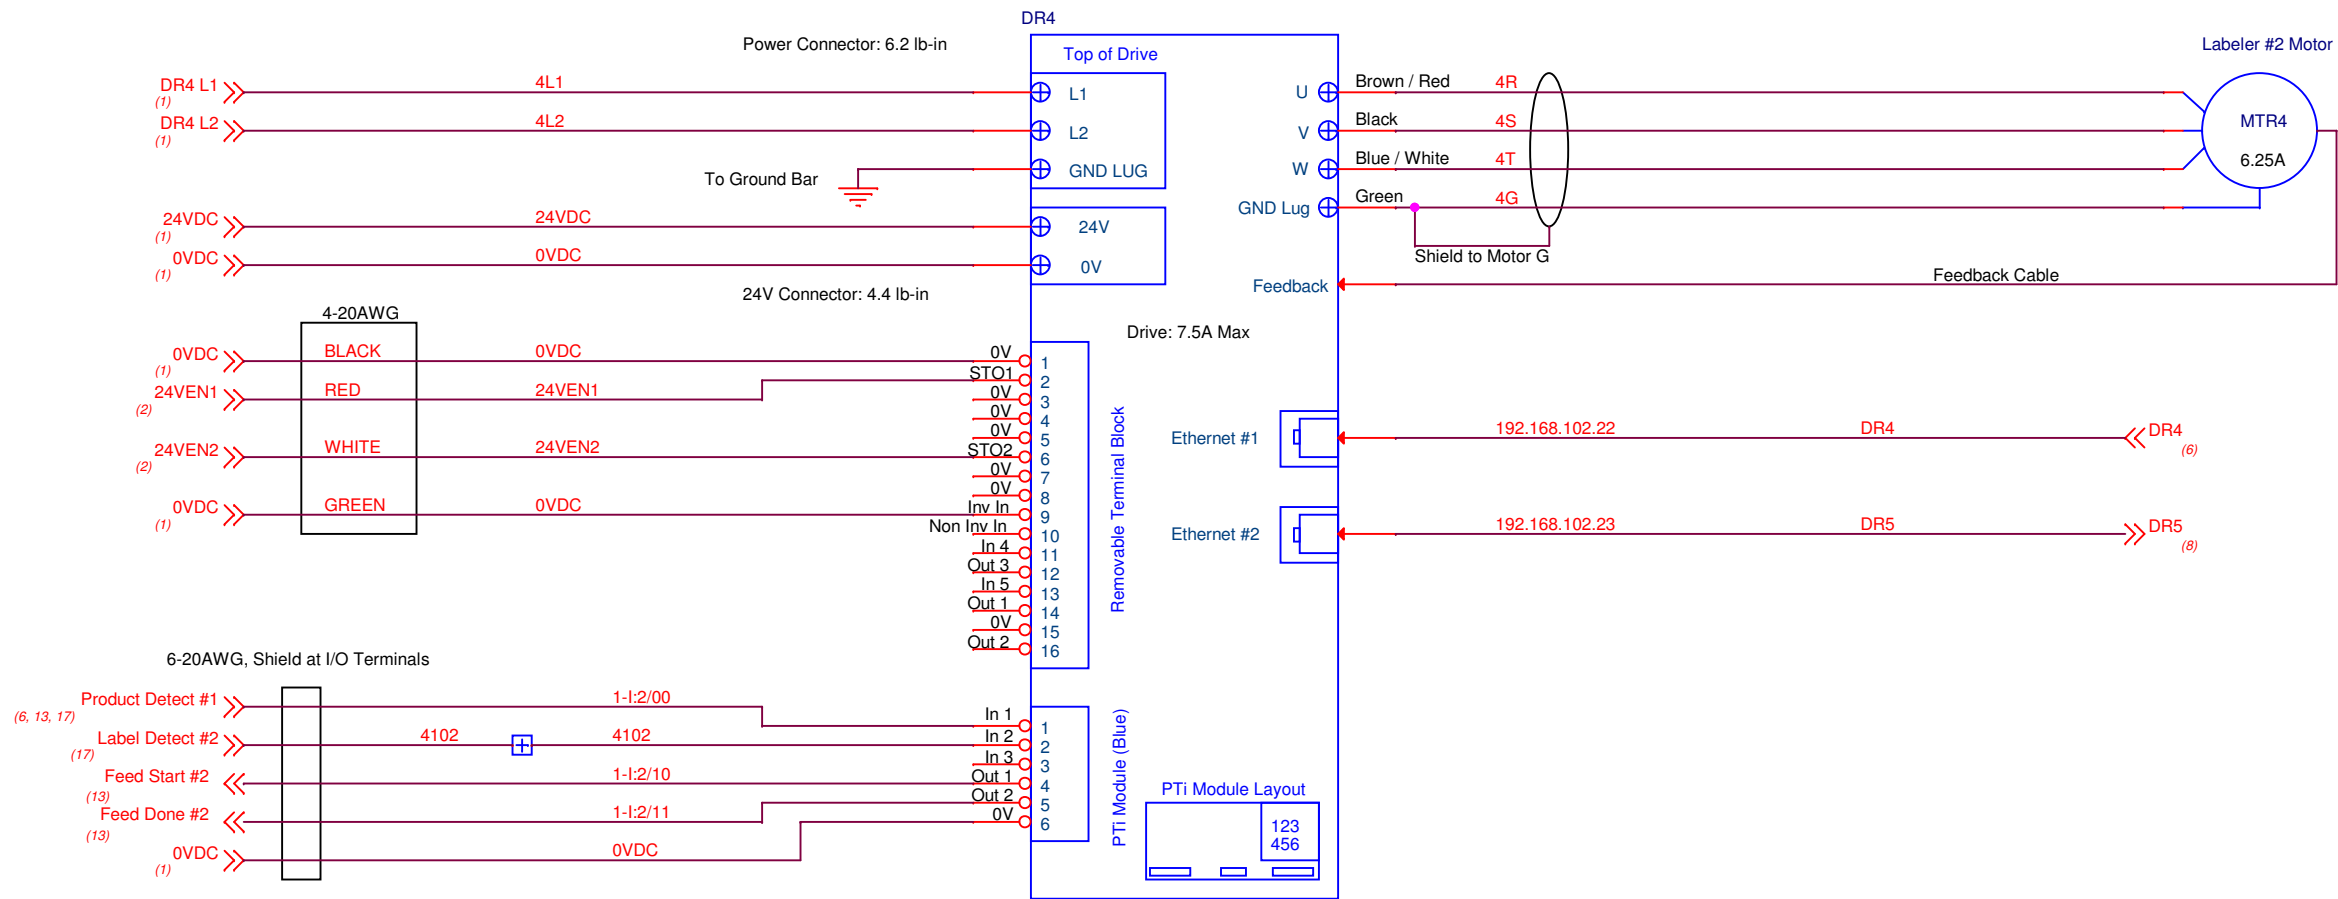 DR4
Power Connector: 6.2 lb-in
Top of Drive
Labeler #2 Motor
DR4 L1
(1)
4L1
L1
U
Brown / Red
4R
DR4 L2
(1)
4L2
L2
V
Black
4S
MTR4
6.25A
To Ground Bar
GND LUG
W
Blue / White
4T
GND Lug
Green
4G
Shield to Motor G
24VDC
(1)
24VDC
24V
0VDC
(1)
0VDC
0V
24V Connector: 4.4 lb-in
Feedback
Feedback Cable
Drive: 7.5A Max
4-20AWG
0VDC
(1)
BLACK
0VDC
24VEN1
(2)
RED
24VEN1
24VEN2
(2)
WHITE
24VEN2
0VDC
(1)
GREEN
0VDC
0V
1
STO1
2
0V
3
0V
4
0V
5
STO2
6
0V
7
0V
8
Inv In
9
Non Inv In
10
In 4
11
Out 3
12
In 5
13
Out 1
14
0V
15
Out 2
16
Removable Terminal Block
Ethernet #1
192.168.102.22
DR4
DR4
(6)
Ethernet #2
192.168.102.23
DR5
DR5
(8)
6-20AWG, Shield at I/O Terminals
Product Detect #1
(6, 13, 17)
1-I:2/00
Label Detect #2
(17)
4102
4102
Feed Start #2
(13)
1-I:2/10
Feed Done #2
(13)
1-I:2/11
0VDC
(1)
0VDC
In 1
1
In 2
2
In 3
3
Out 1
4
Out 2
5
0V
6
PTi Module (Blue)
PTi Module Layout
123
456